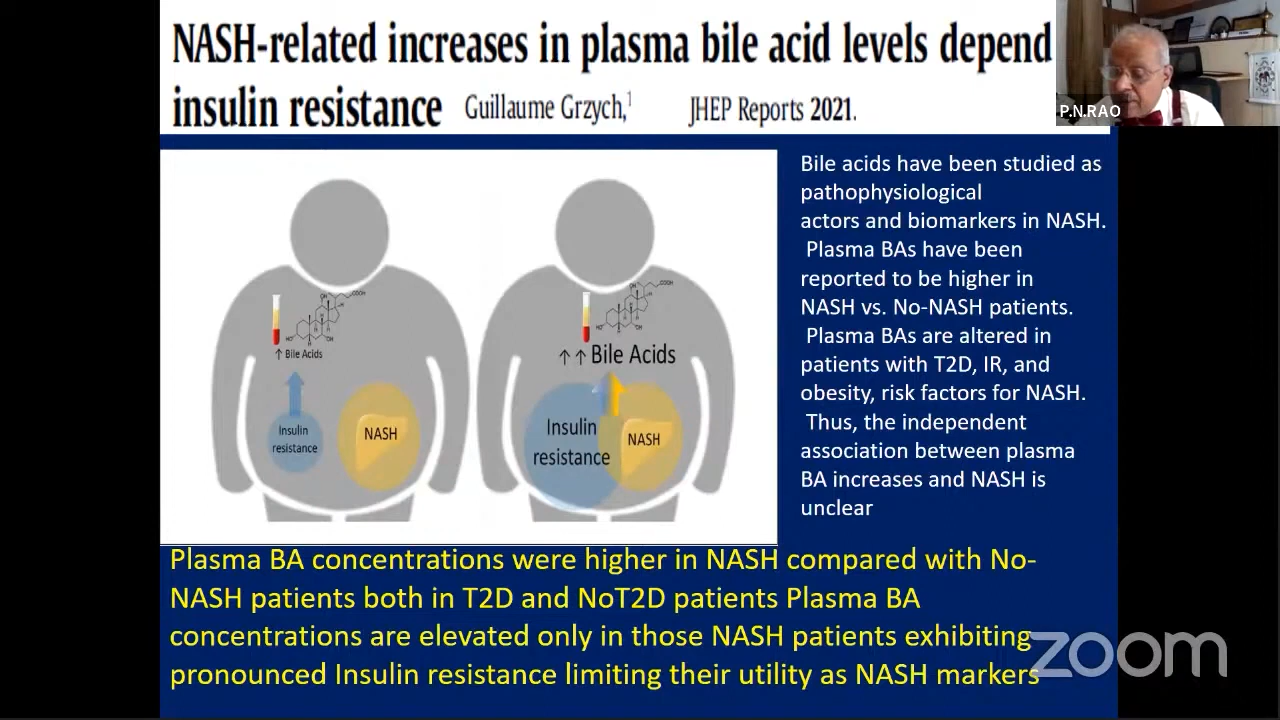 NASH-related increases in plasma bile acid levels depend
insulin resistance Guillaume Grzych,1 JHEP Reports 2021.
P.N.RAO
Bile acids have been studied as
pathophysiological
actors and biomarkers in NASH.
Plasma BAs have been
reported to be higher in
NASH vs. No-NASH patients.
Plasma BAs are altered in
patients with T2D, IR, and
obesity, risk factors for NASH.
Thus, the independent
association between plasma
BA increases and NASH is
unclear
↑ Bile Acids
Insulin
resistance
NASH
↑ ↑ Bile Acids
Insulin
resistance
NASH
Plasma BA concentrations were higher in NASH compared with No-
NASH patients both in T2D and NoT2D patients Plasma BA
concentrations are elevated only in those NASH patients exhibiting
pronounced Insulin resistance limiting their utility as NASH markers
zoom